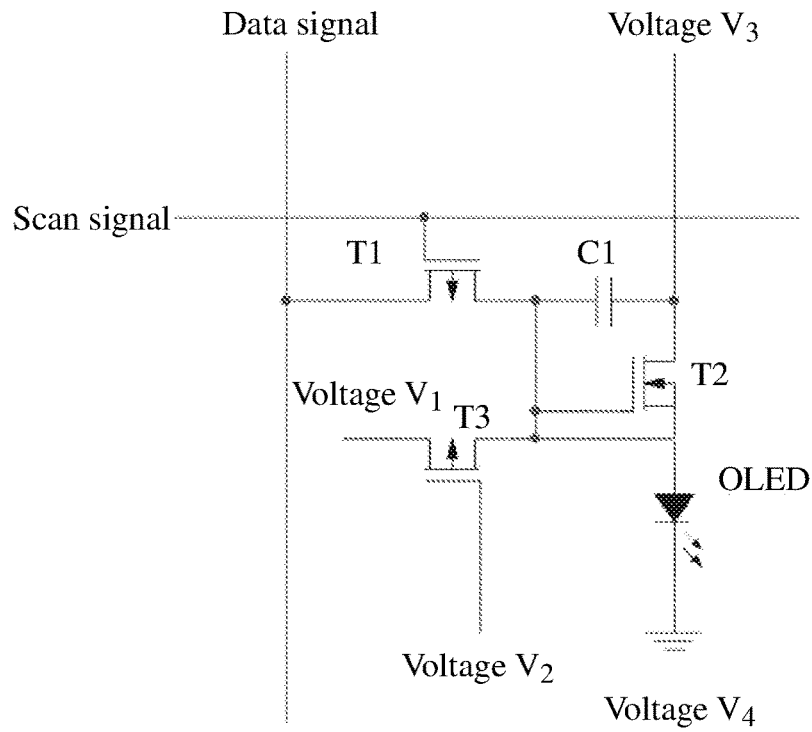 Data signal
Voltage V3
Scan signal
T1
C1
T2
Voltage V1
T3
OLED
Voltage V2
Voltage V4